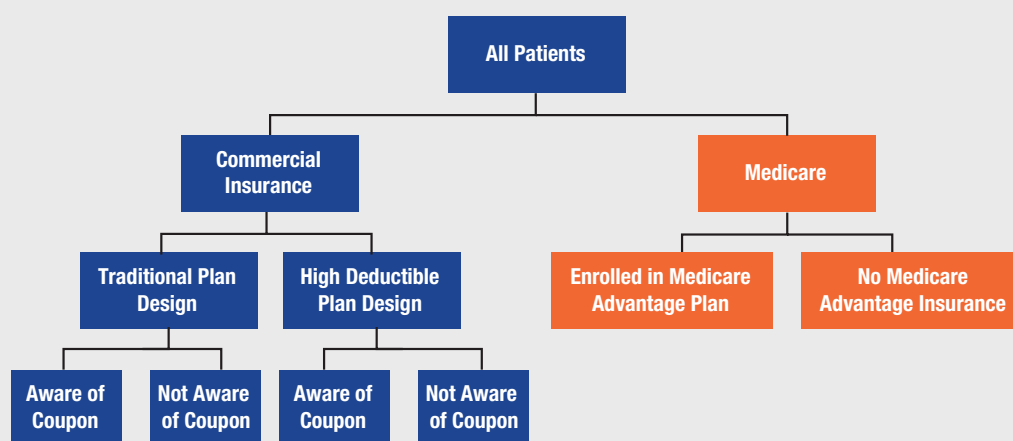 All Patients
Commercial
Insurance
Medicare
Traditional Plan
Design
High Deductible
Plan Design
Enrolled in Medicare
Advantage Plan
No Medicare
Advantage Insurance
Aware of
Coupon
Not Aware
of Coupon
Aware of
Coupon
Not Aware
of Coupon